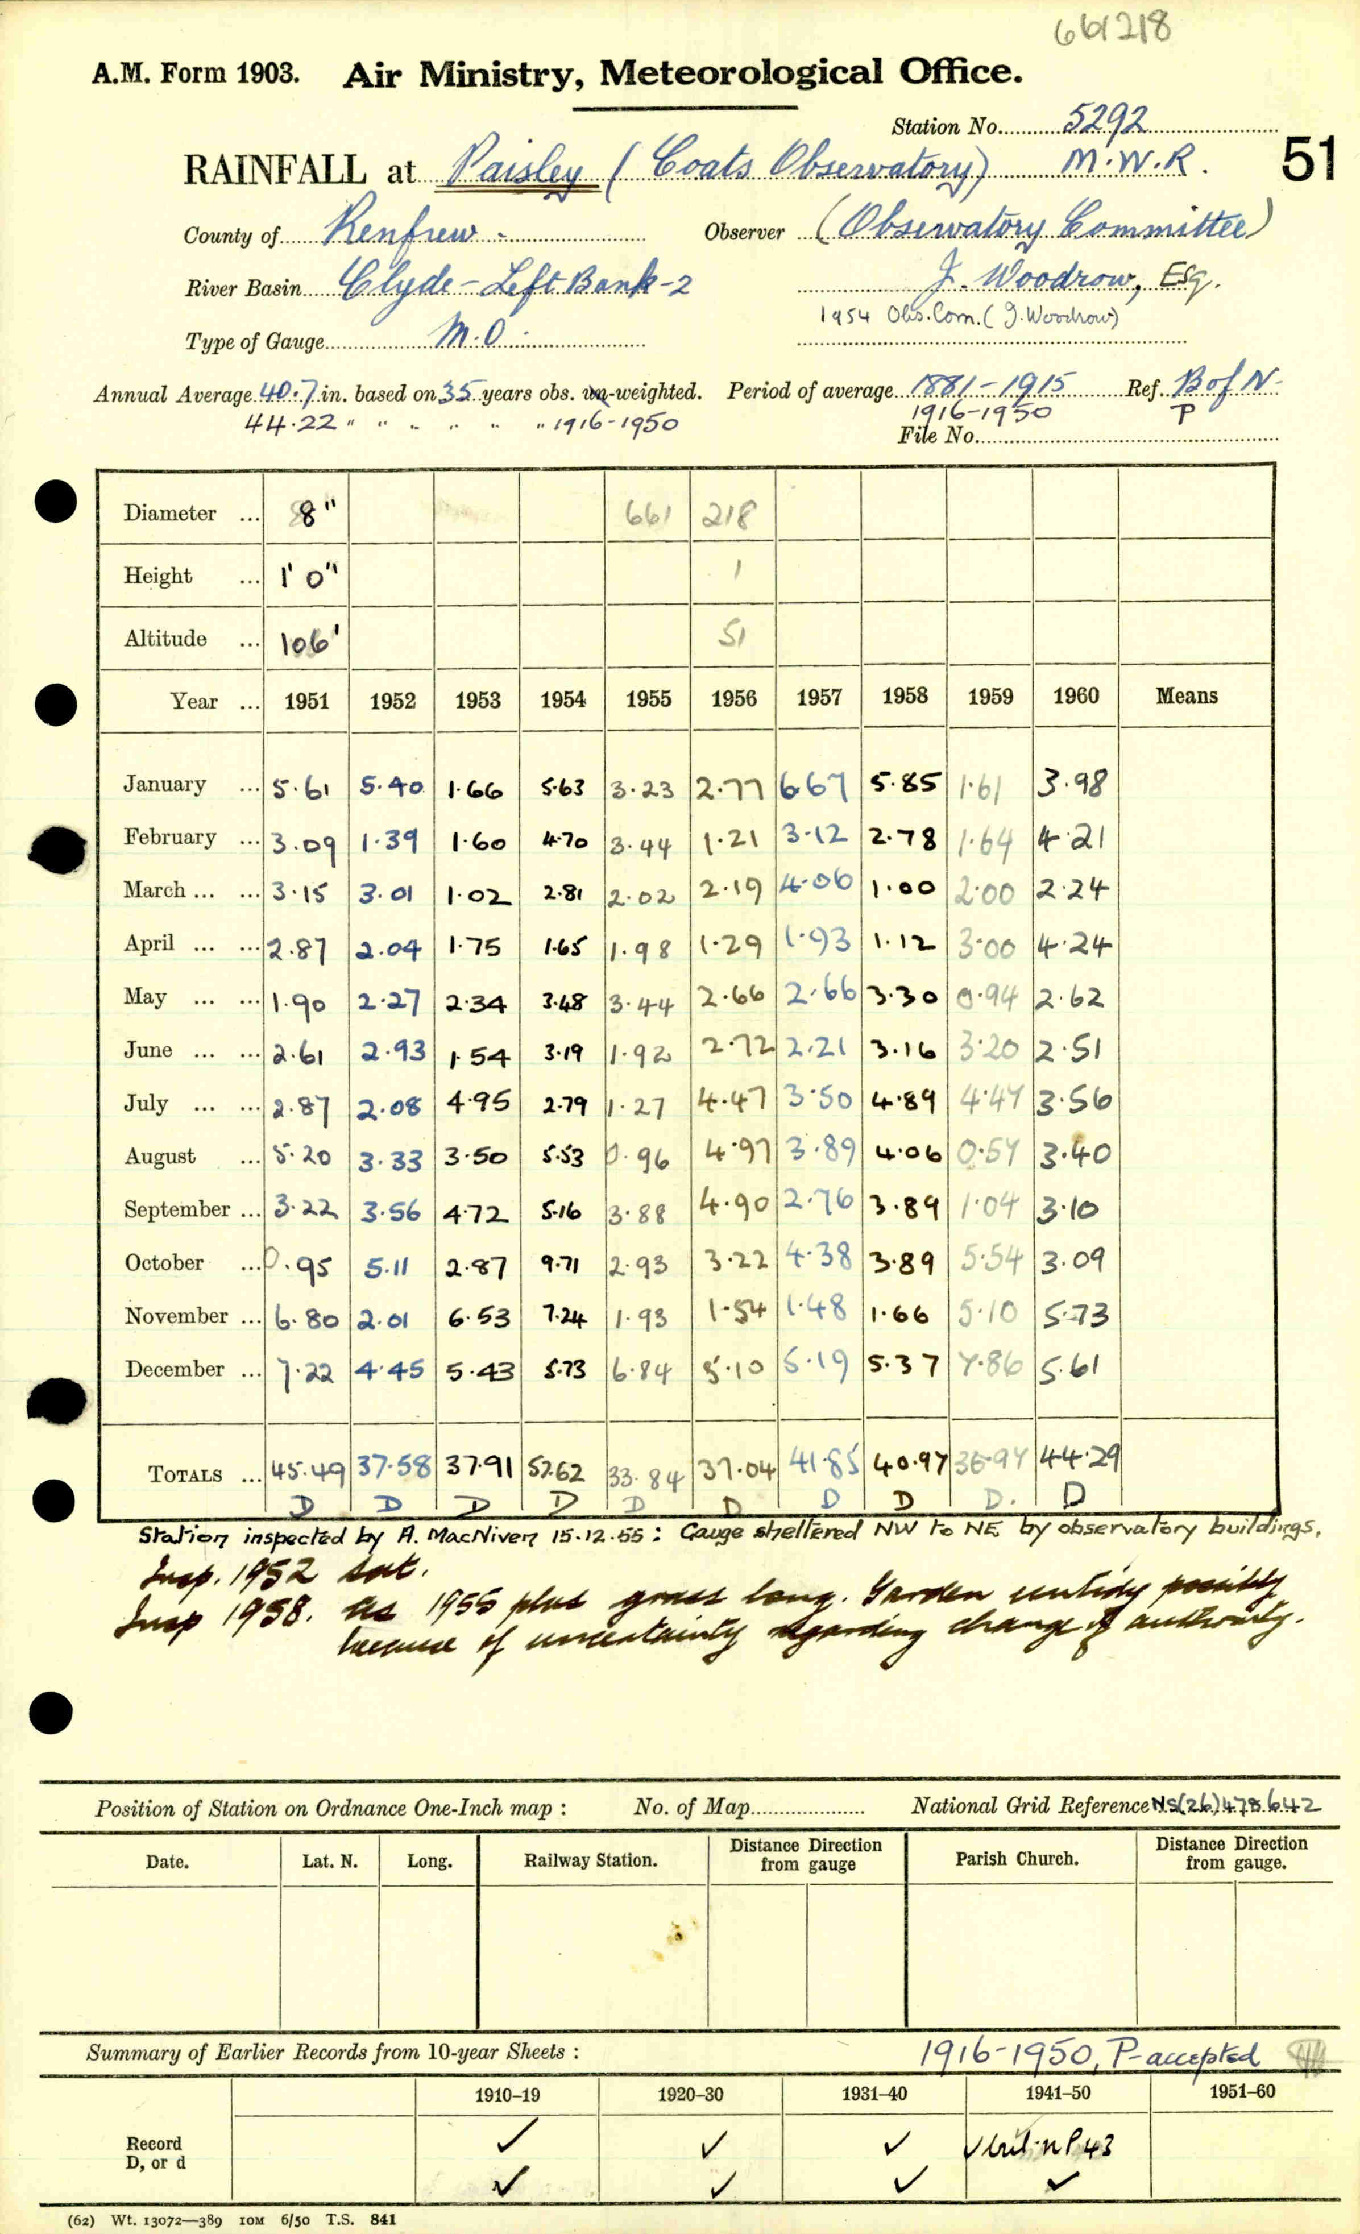 661218
A.M. Form 1903. Air Ministry, Meteorological Office.
Station No. 5292
RAINFALL at Paisley (Coats Observatory) M.W.R. 51
County of Renfrew. Observer (Observatory Committee)
River Basin Clyde-Left Bank-2 J. Woodrow, Esq.
1954 Obs. Com. (J. Woodrow)
Type of Gauge M.O.
Annual Average 40.7 in. based on 35 years obs. un-weighted. Period of average 1881-1915 Ref. B of N
44.22 " " " " " " 1916-1950 1916-1950 P
File No.
Diameter ... 8" 661 218
Height ... 1' 0" 1
Altitude ... 106' 51
Year ... 1951 1952 1953 1954 1955 1956 1957 1958 1959 1960 Means
January ... 5.61 5.40 1.66 5.63 3.23 2.77 6.67 5.85 1.61 3.98
February ... 3.09 1.39 1.60 4.70 3.44 1.21 3.12 2.78 1.64 4.21
March ... ... 3.15 3.01 1.02 2.81 2.02 2.19 4.06 1.00 2.00 2.24
April ... ... 2.87 2.04 1.75 1.65 1.98 1.29 1.93 1.12 3.00 4.24
May ... ... 1.90 2.27 2.34 3.48 3.44 2.66 2.66 3.30 0.94 2.62
June ... ... 2.61 2.93 1.54 3.19 1.92 2.72 2.21 3.16 3.20 2.51
July ... ... 2.87 2.08 4.95 2.79 1.27 4.47 3.50 4.89 4.47 3.56
August ... 5.20 3.33 3.50 5.53 0.96 4.97 3.89 4.06 0.57 3.40
September ... 3.22 3.56 4.72 5.16 3.88 4.90 2.76 3.89 1.04 3.10
October ... 0.95 5.11 2.87 9.71 2.93 3.22 4.38 3.89 5.54 3.09
November ... 6.80 2.01 6.53 7.24 1.93 1.54 1.48 1.66 5.10 5.73
December ... 7.22 4.45 5.43 5.73 6.84 5.10 5.19 5.37 7.86 5.61
TOTALS ... 45.49 37.58 37.91 57.62 33.84 37.04 41.85 40.97 36.97 44.29
D D D D D D D D D. D
Station inspected by A. MacNiven 15.12.55: Gauge sheltered NW to NE by observatory buildings.
Insp. 1952 sat.
Insp 1958. As 1955 plus grass long. Garden untidy possibly
because of uncertainty regarding change of authority.
Position of Station on Ordnance One-Inch map : No. of Map National Grid Reference NS(26)478642
Date. Lat. N. Long. Railway Station. Distance from gauge Direction Parish Church. Distance from gauge. Direction
Summary of Earlier Records from 10-year Sheets : 1916-1950, P-accepted
1910–19 1920–30 1931–40 1941–50 1951–60
Record ✓ ✓ ✓ ✓
D, or d ✓ ✓ ✓ ✓
(62) Wt. 13072—389 10M 6/50 T.S. 841